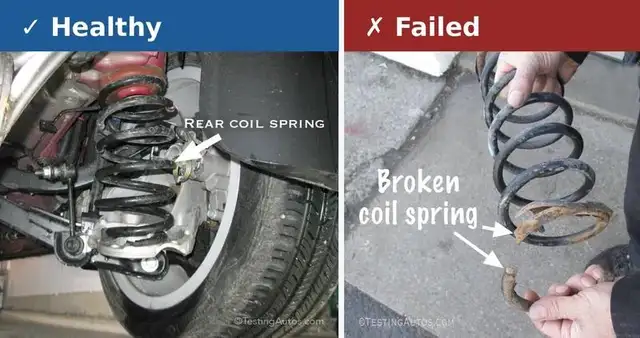 ✓ Healthy
✗ Failed
REAR COIL SPRING
Broken
coil spring
©TestingAutos.com
©TESTINGAUTOS.COM